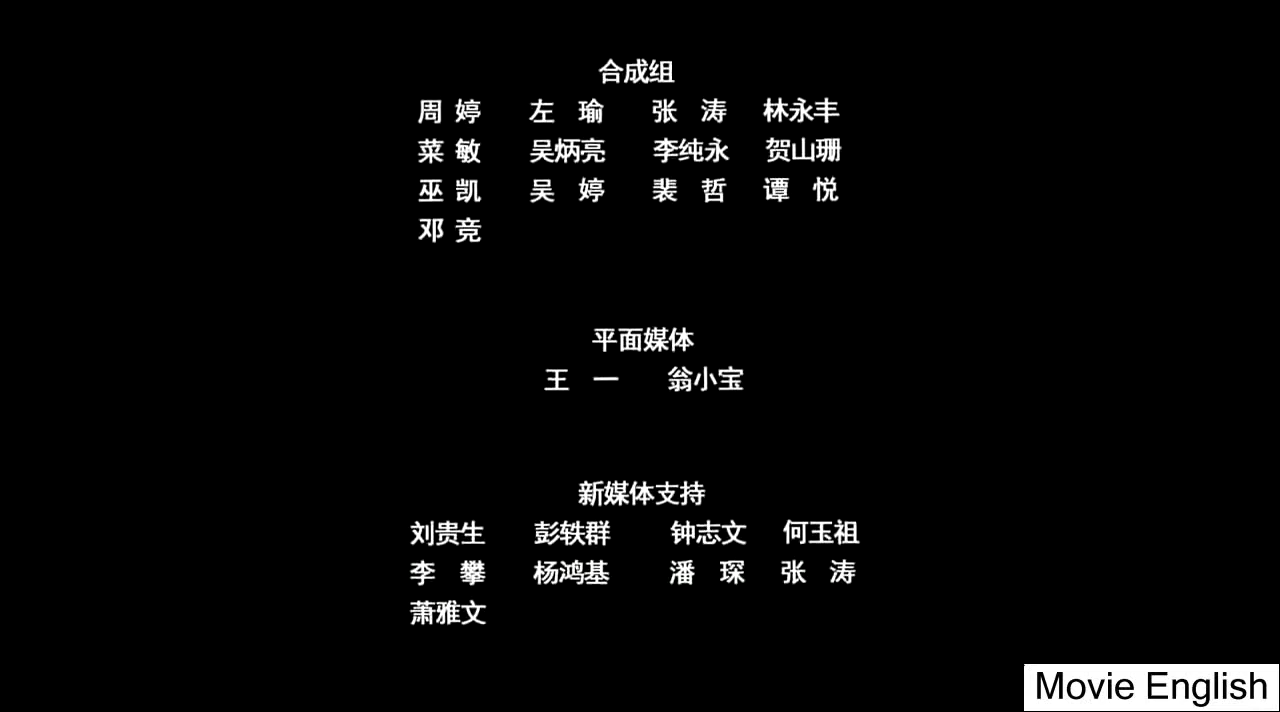 合成组
周 婷 左 瑜 张 涛 林永丰
菜 敏 吴炳亮 李纯永 贺山珊
巫 凯 吴 婷 裴 哲 谭 悦
邓 竞
平面媒体
王 一 翁小宝
新媒体支持
刘贵生 彭轶群 钟志文 何玉祖
李 攀 杨鸿基 潘 琛 张 涛
萧雅文
Movie English